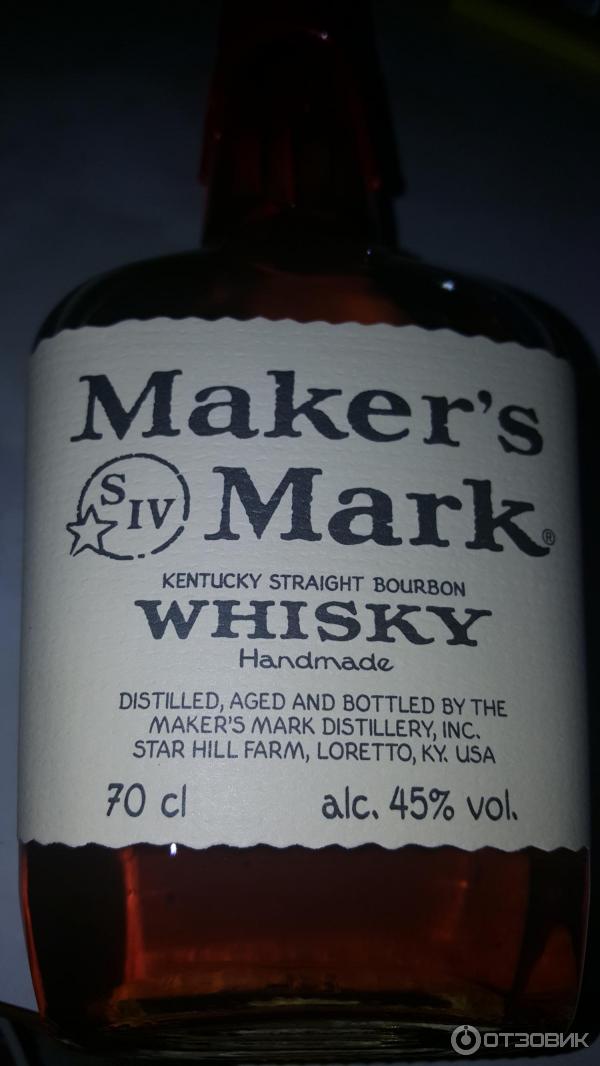 Maker's
S IV Mark®
KENTUCKY STRAIGHT BOURBON
WHISKY
Handmade
DISTILLED, AGED AND BOTTLED BY THE
MAKER'S MARK DISTILLERY, INC.
STAR HILL FARM, LORETTO, KY. USA
70 cl alc. 45% vol.
ОТЗОВИК